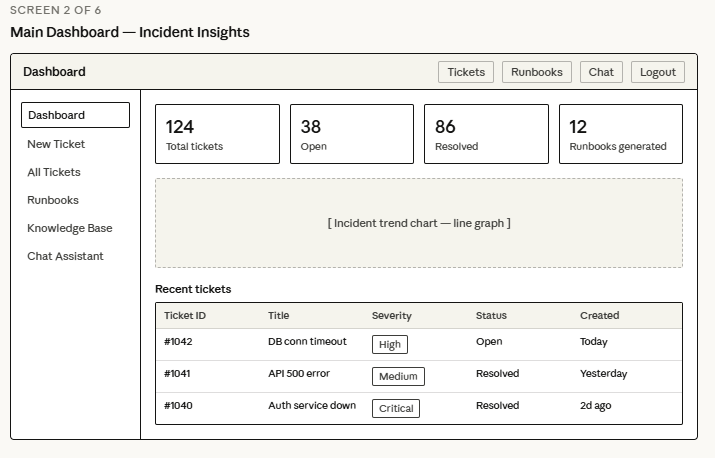 SCREEN 2 OF 6
Main Dashboard — Incident Insights
Dashboard
Tickets
Runbooks
Chat
Logout
Dashboard
New Ticket
All Tickets
Runbooks
Knowledge Base
Chat Assistant
124
Total tickets
38
Open
86
Resolved
12
Runbooks generated
[ Incident trend chart — line graph ]
Recent tickets
Ticket ID Title Severity Status Created
#1042 DB conn timeout High Open Today
#1041 API 500 error Medium Resolved Yesterday
#1040 Auth service down Critical Resolved 2d ago